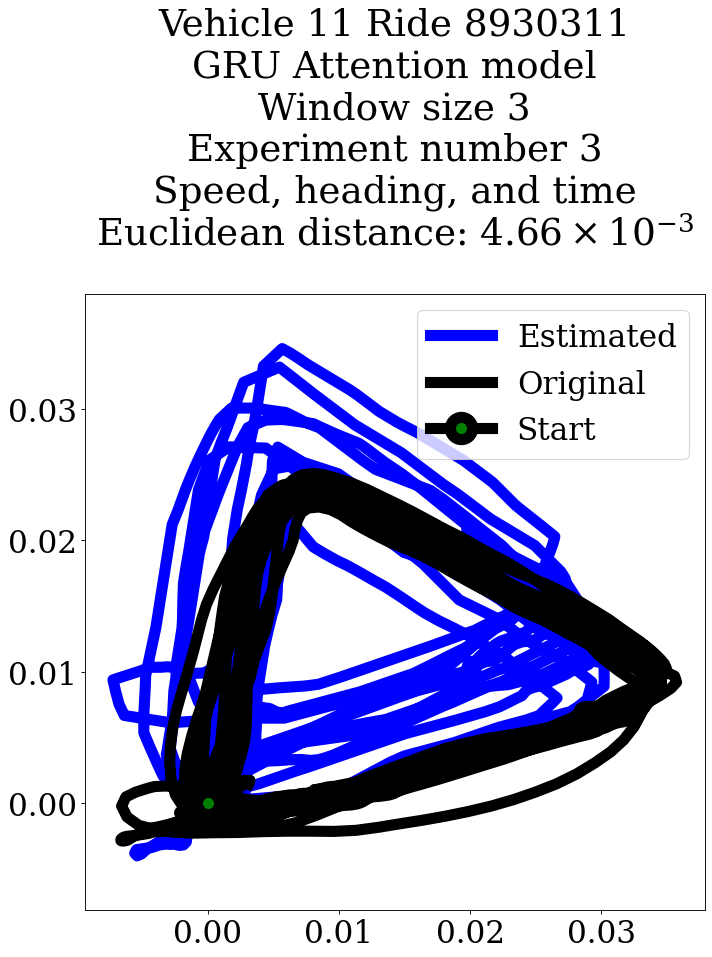 Vehicle 11 Ride 8930311
GRU Attention model
Window size 3
Experiment number 3
Speed, heading, and time
Euclidean distance: 4.66 × 10⁻³
Estimated
Original
Start
0.03
0.02
0.01
0.00
0.00 0.01 0.02 0.03